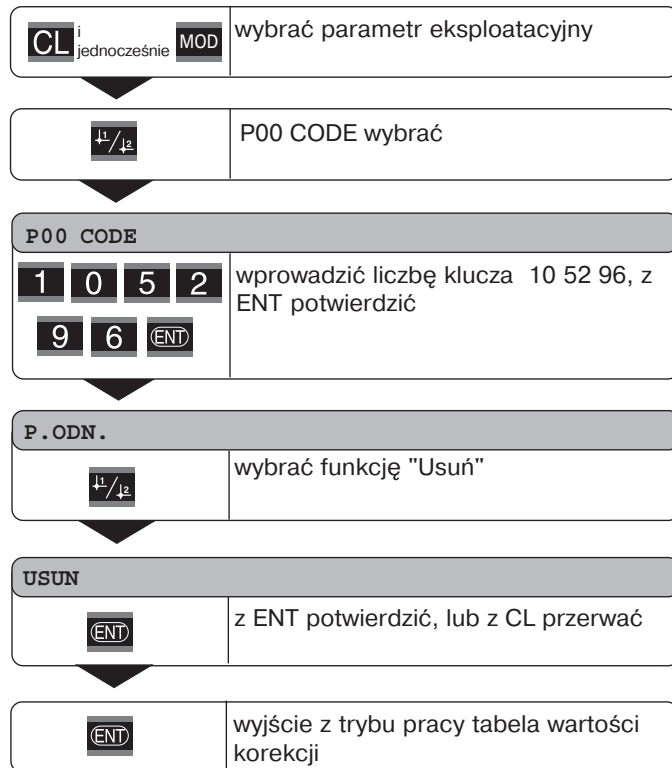 CL i jednocześnie MOD
wybrać parametr eksploatacyjny
P00 CODE wybrać
P00 CODE
1 0 5 2
9 6 ENT
wprowadzić liczbę klucza 10 52 96, z
ENT potwierdzić
P.ODN.
wybrać funkcję "Usuń"
USUN
ENT
z ENT potwierdzić, lub z CL przerwać
ENT
wyjście z trybu pracy tabela wartości
korekcji